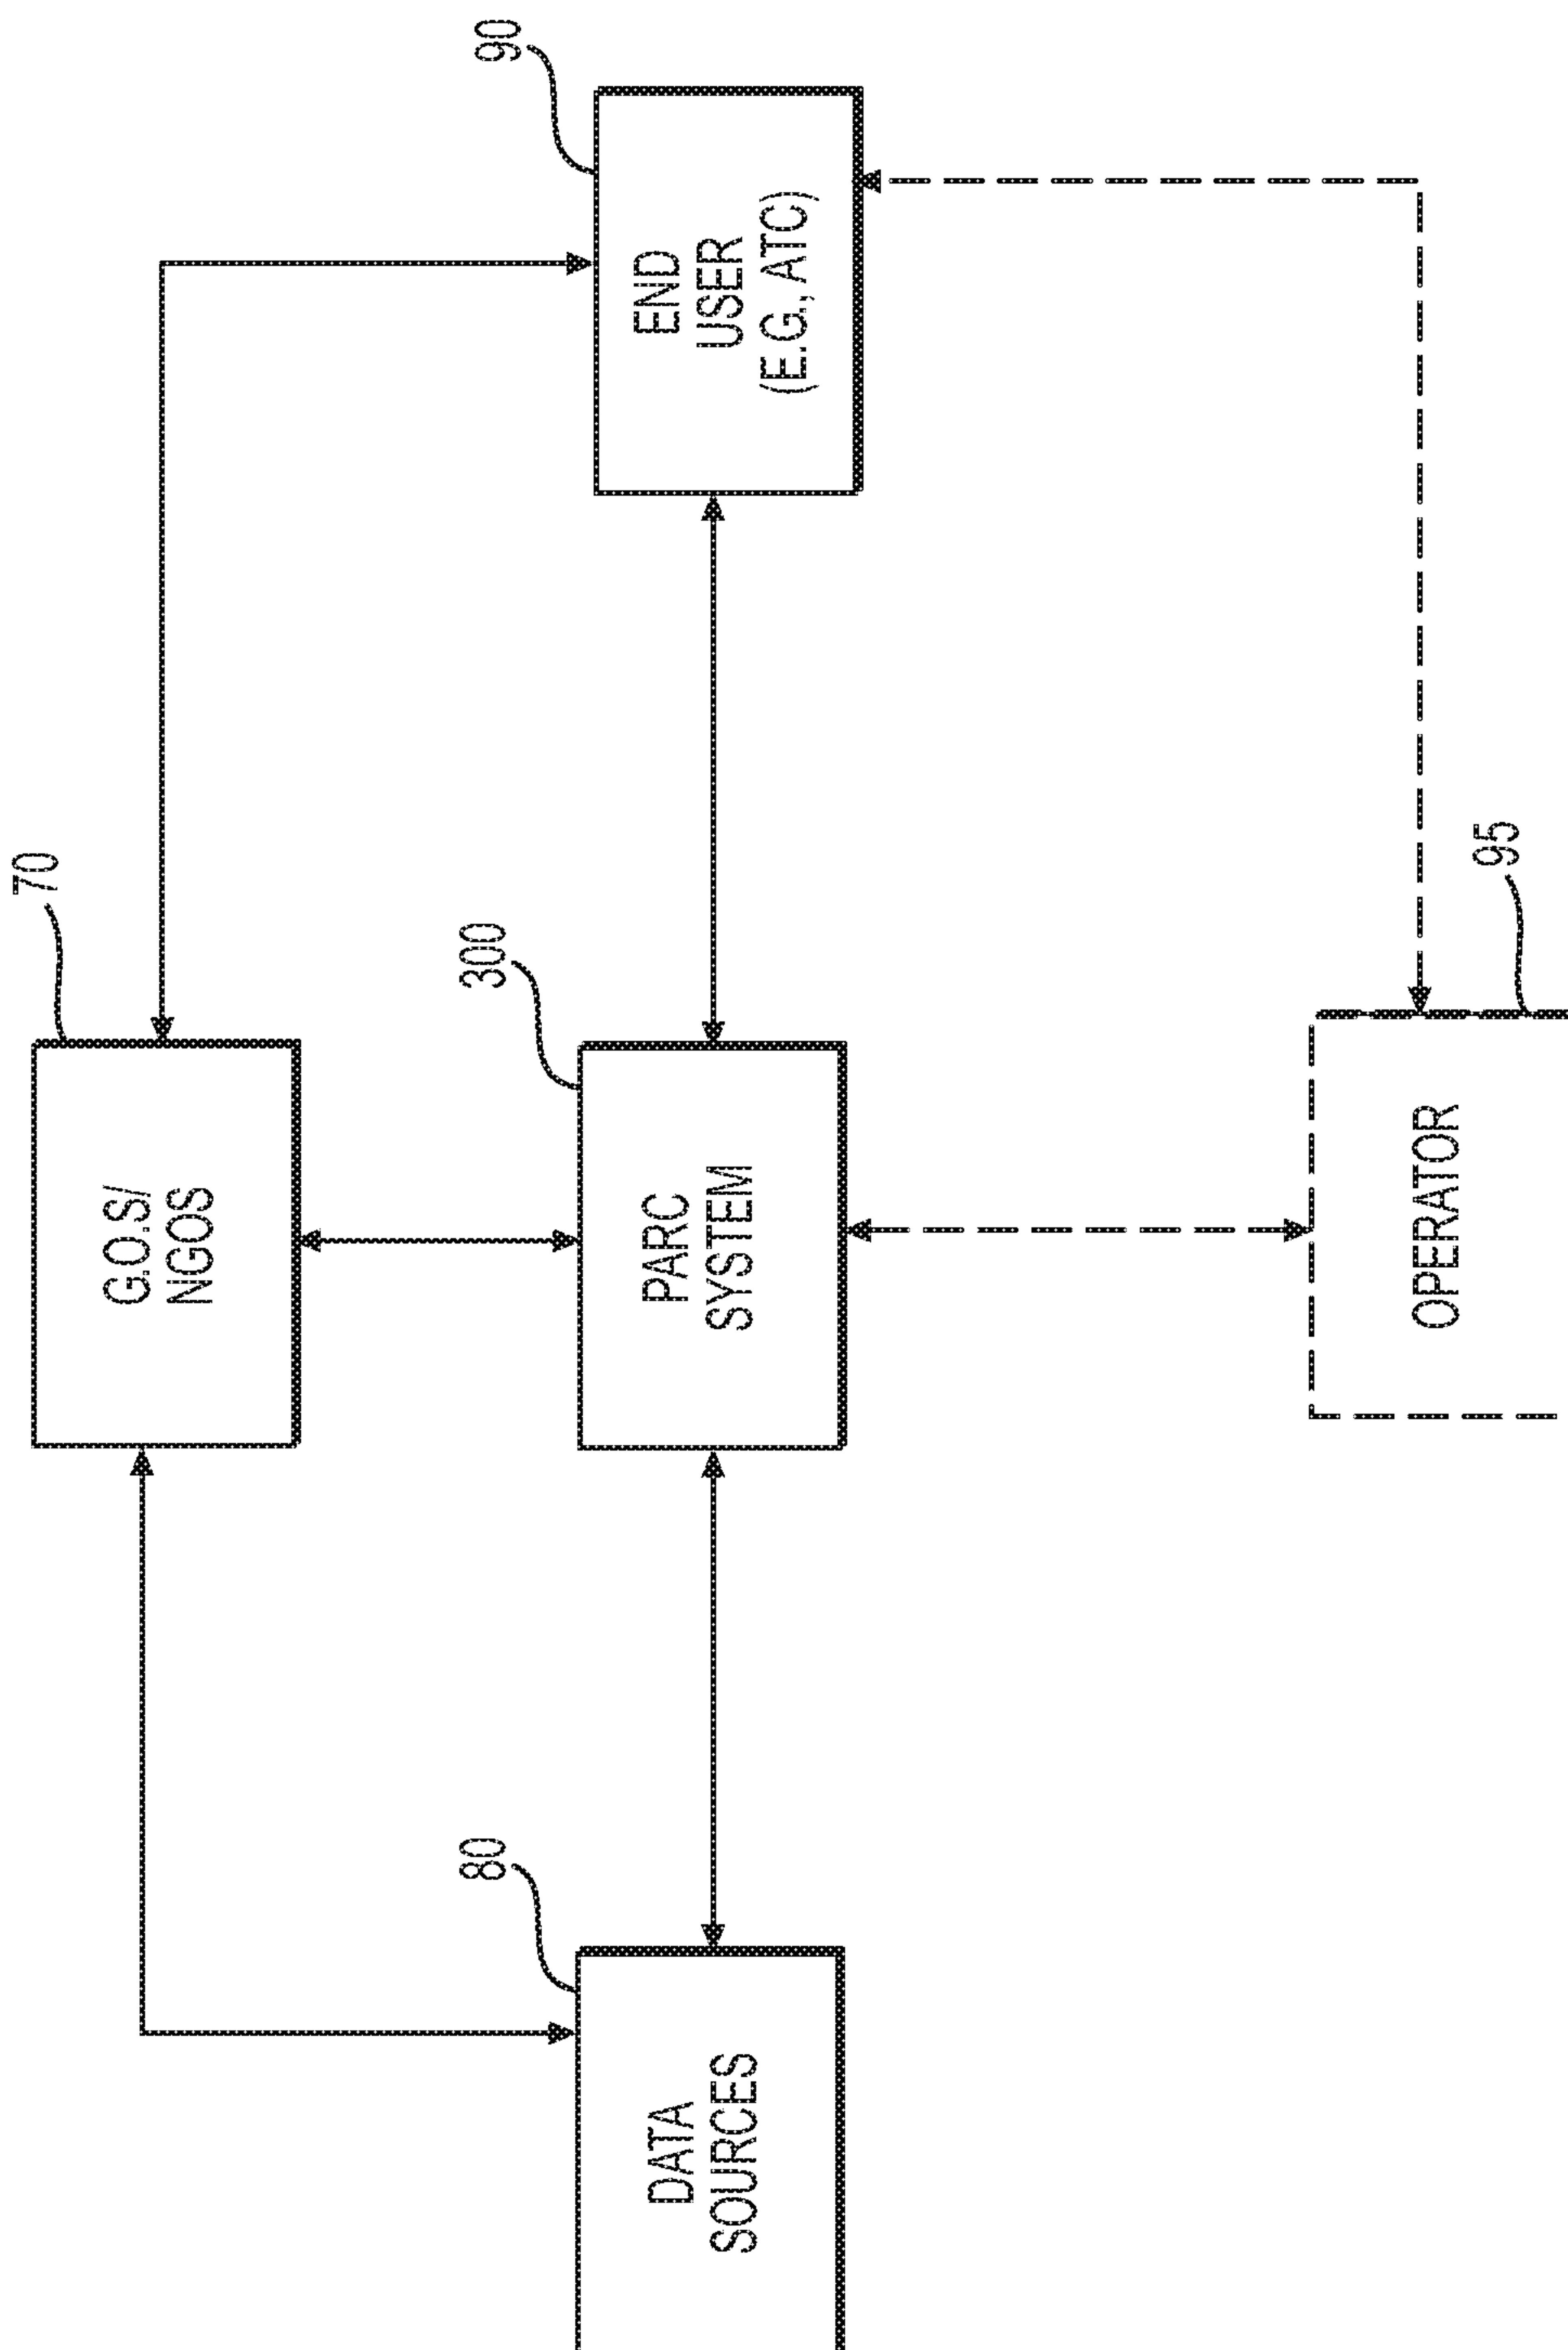 70
G.O.S/
NGOS
80
DATA
SOURCES
300
PARC
SYSTEM
90
END
USER
(E.G., ATC)
95
OPERATOR